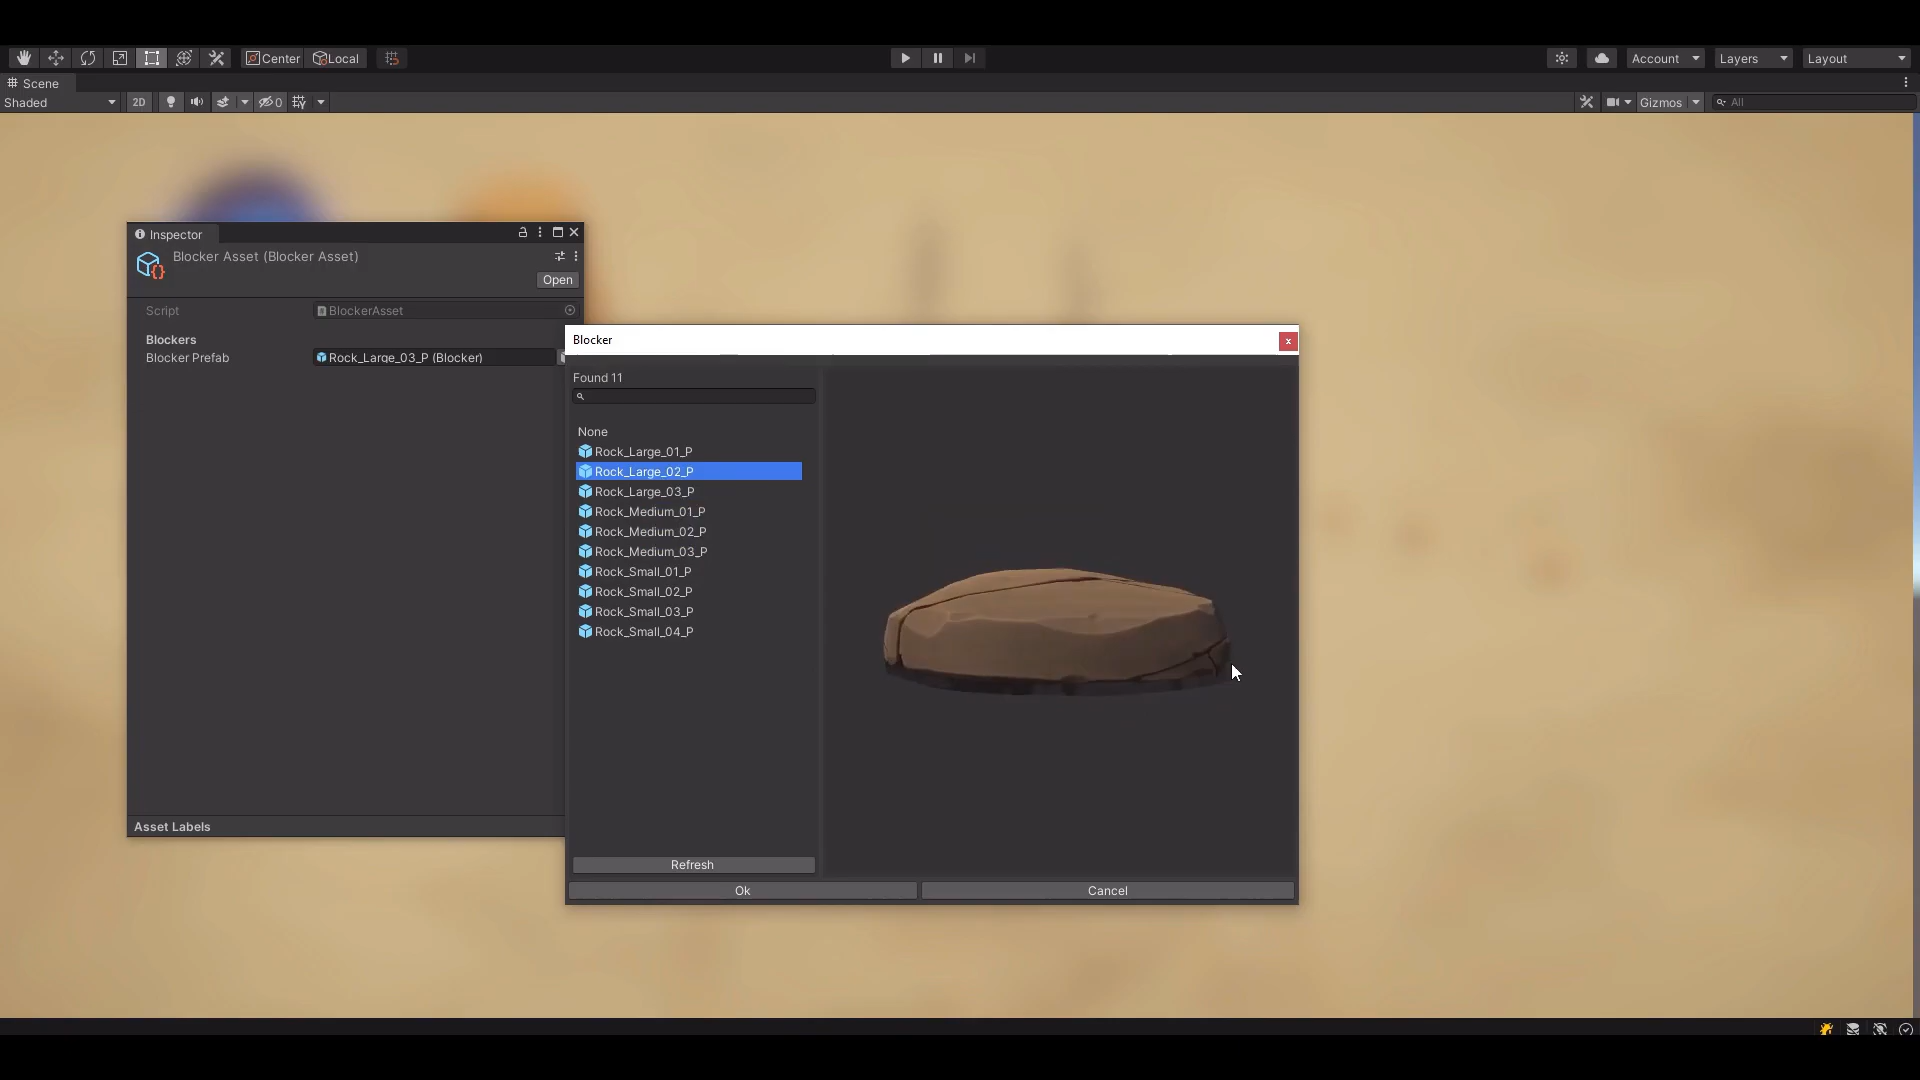 Center
Local
Account
Layers
Layout
Scene
Shaded
2D
0
Gizmos
All
Inspector
Blocker Asset (Blocker Asset)
Open
Script
BlockerAsset
Blockers
Blocker Prefab
Rock_Large_03_P (Blocker)
Asset Labels
Blocker
x
Found 11
None
Rock_Large_01_P
Rock_Large_02_P
Rock_Large_03_P
Rock_Medium_01_P
Rock_Medium_02_P
Rock_Medium_03_P
Rock_Small_01_P
Rock_Small_02_P
Rock_Small_03_P
Rock_Small_04_P
Refresh
Ok
Cancel